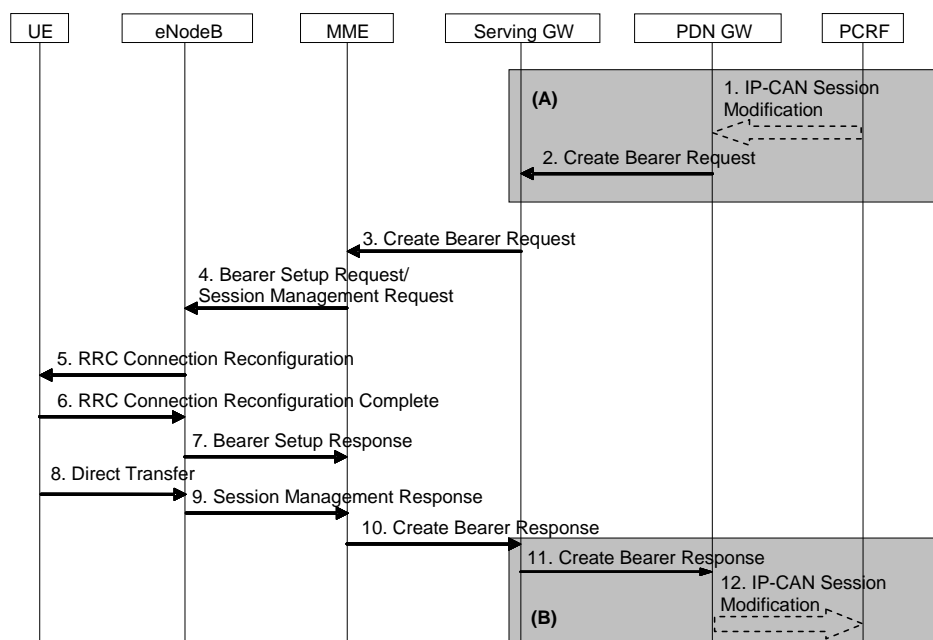 UE eNodeB MME Serving GW PDN GW PCRF
(A)
1. IP-CAN Session
Modification
2. Create Bearer Request
3. Create Bearer Request
4. Bearer Setup Request/
Session Management Request
5. RRC Connection Reconfiguration
6. RRC Connection Reconfiguration Complete
7. Bearer Setup Response
8. Direct Transfer
9. Session Management Response
10. Create Bearer Response
11. Create Bearer Response
12. IP-CAN Session
Modification
(B)